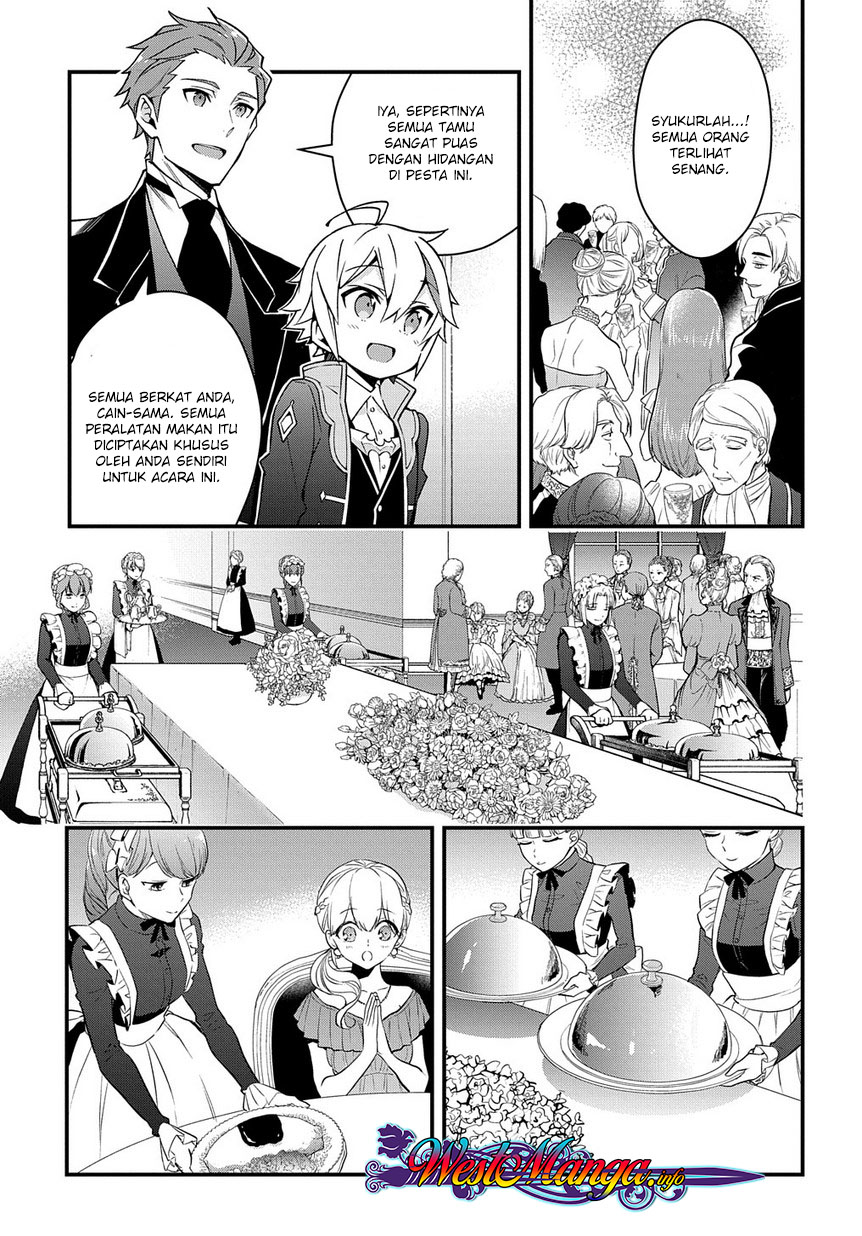 SYUKURLAH...!
SEMUA ORANG
TERLIHAT
SENANG.
IYA, SEPERTINYA
SEMUA TAMU
SANGAT PUAS
DENGAN HIDANGAN
DI PESTA INI.
SEMUA BERKAT ANDA,
CAIN-SAMA. SEMUA
PERALATAN MAKAN ITU
DICIPTAKAN KHUSUS
OLEH ANDA SENDIRI
UNTUK ACARA INI.
WestManga.info